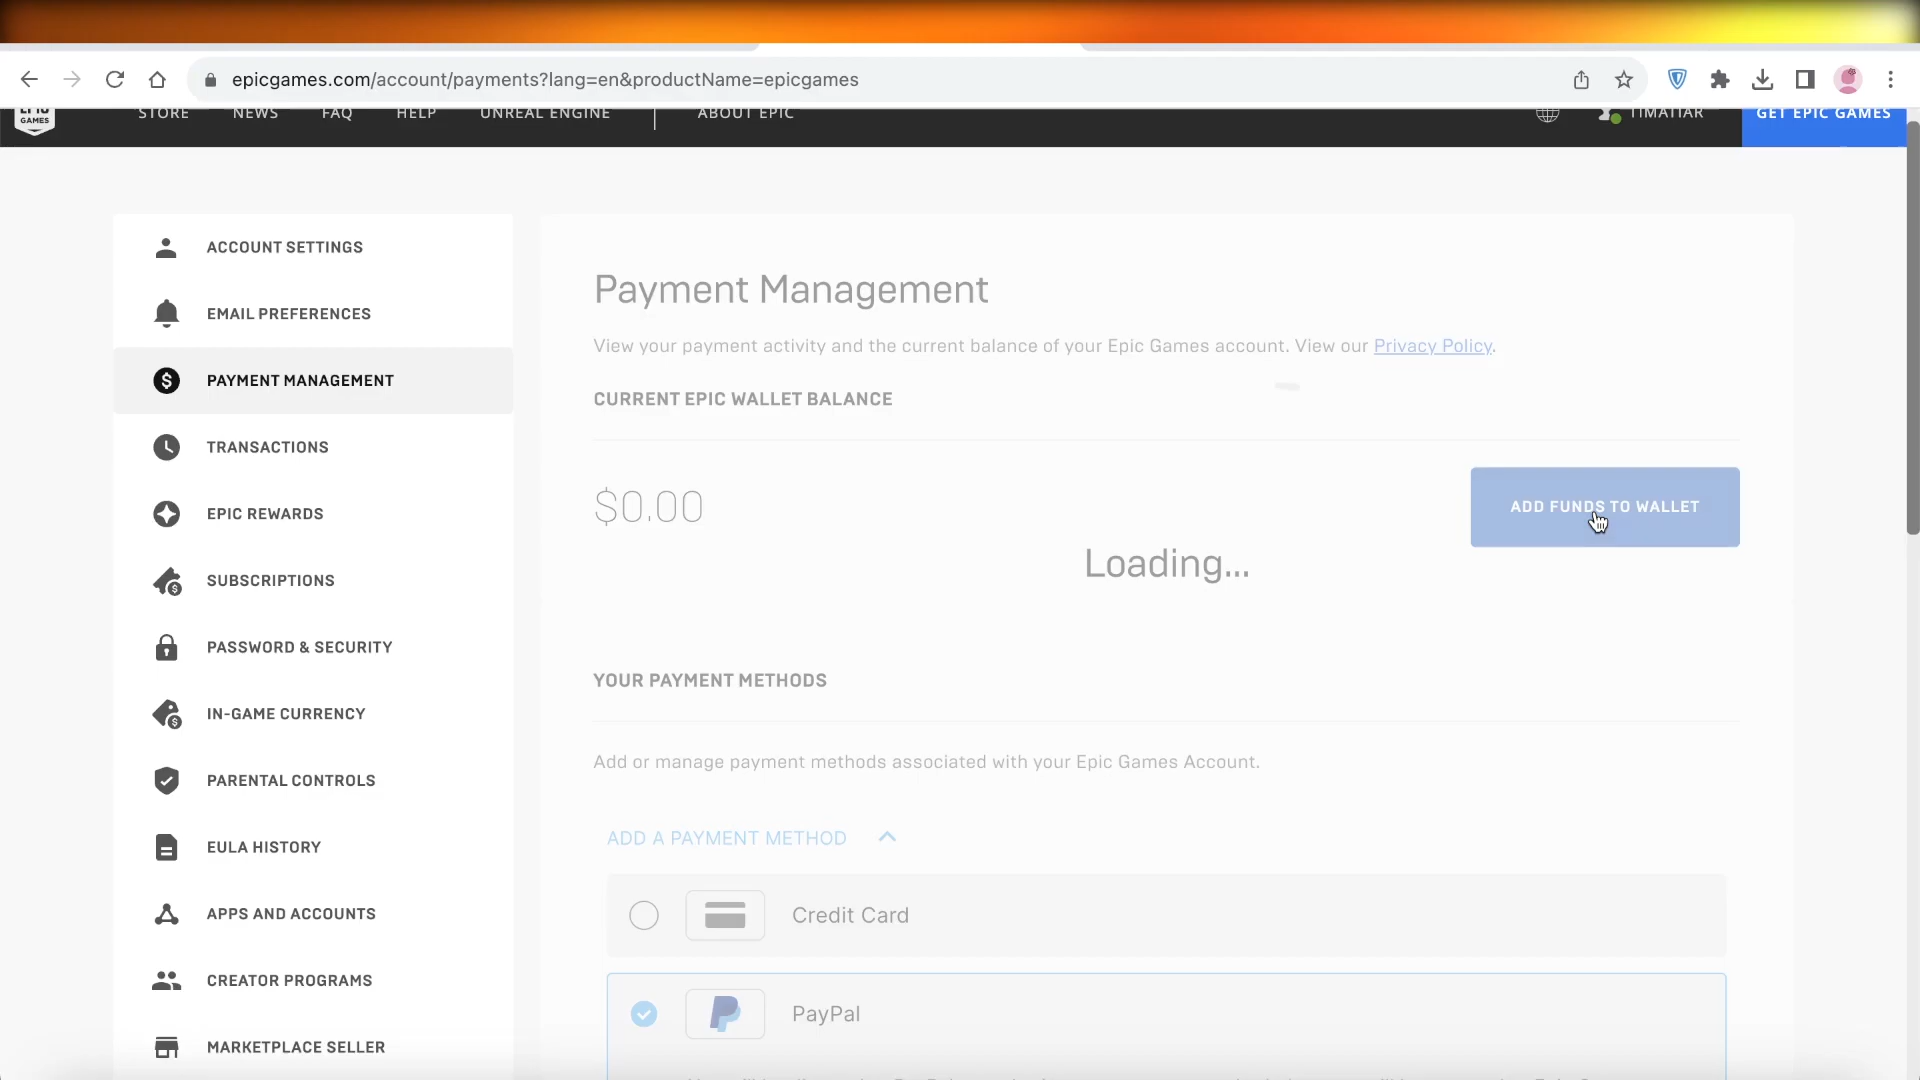 epicgames.com/account/payments?lang=en&productName=epicgames
EPIC
GAMES
STORE
NEWS
FAQ
HELP
UNREAL ENGINE
ABOUT EPIC
TIMATIAR
GET EPIC GAMES
ACCOUNT SETTINGS
EMAIL PREFERENCES
PAYMENT MANAGEMENT
TRANSACTIONS
EPIC REWARDS
SUBSCRIPTIONS
PASSWORD & SECURITY
IN-GAME CURRENCY
PARENTAL CONTROLS
EULA HISTORY
APPS AND ACCOUNTS
CREATOR PROGRAMS
MARKETPLACE SELLER
Payment Management
View your payment activity and the current balance of your Epic Games account. View our Privacy Policy.
CURRENT EPIC WALLET BALANCE
$0.00
ADD FUNDS TO WALLET
Loading...
YOUR PAYMENT METHODS
Add or manage payment methods associated with your Epic Games Account.
ADD A PAYMENT METHOD
Credit Card
PayPal